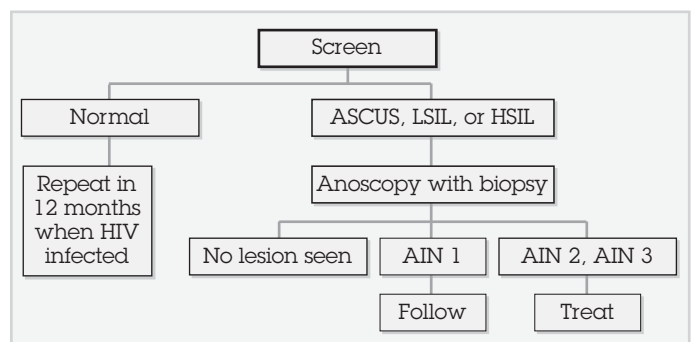 Screen
Normal
ASCUS, LSIL, or HSIL
Repeat in
12 months
when HIV
infected
Anoscopy with biopsy
No lesion seen
AIN 1
AIN 2, AIN 3
Follow
Treat